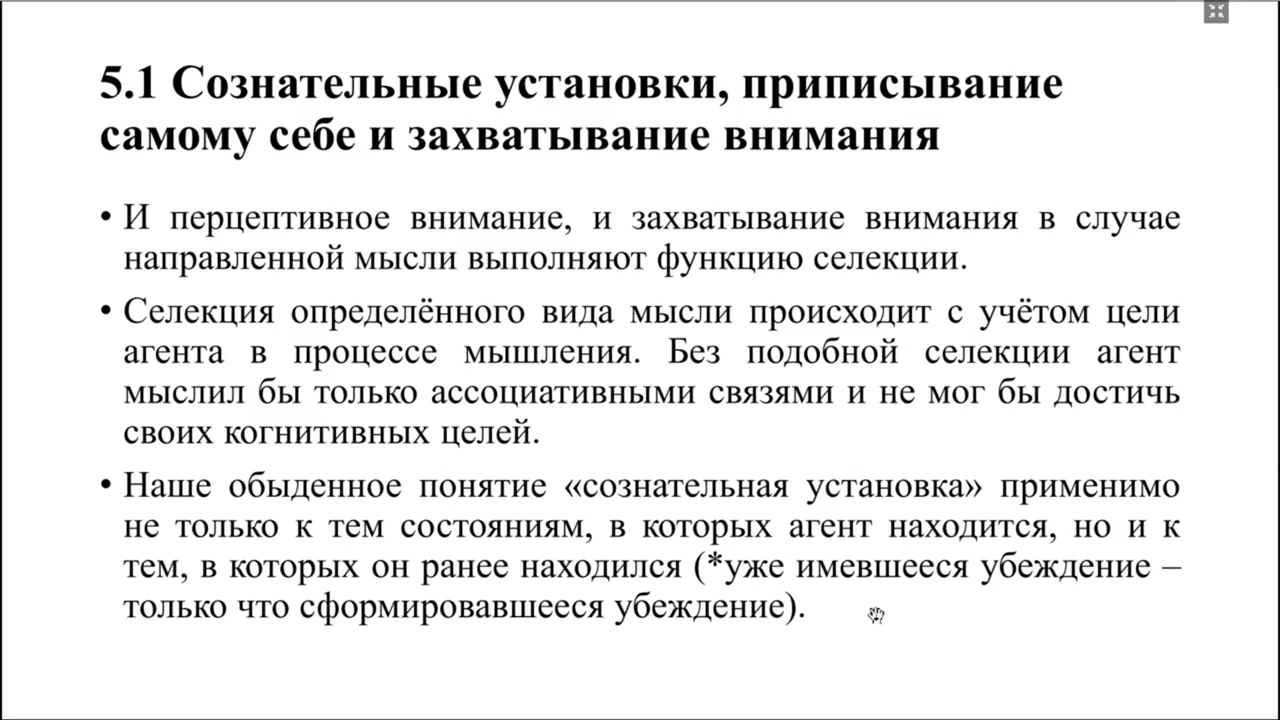 5.1 Сознательные установки, приписывание
самому себе и захватывание внимания
• И перцептивное внимание, и захватывание внимания в случае
направленной мысли выполняют функцию селекции.
• Селекция определённого вида мысли происходит с учётом цели
агента в процессе мышления. Без подобной селекции агент
мыслил бы только ассоциативными связями и не мог бы достичь
своих когнитивных целей.
• Наше обыденное понятие «сознательная установка» применимо
не только к тем состояниям, в которых агент находится, но и к
тем, в которых он ранее находился (*уже имевшееся убеждение –
только что сформировавшееся убеждение).